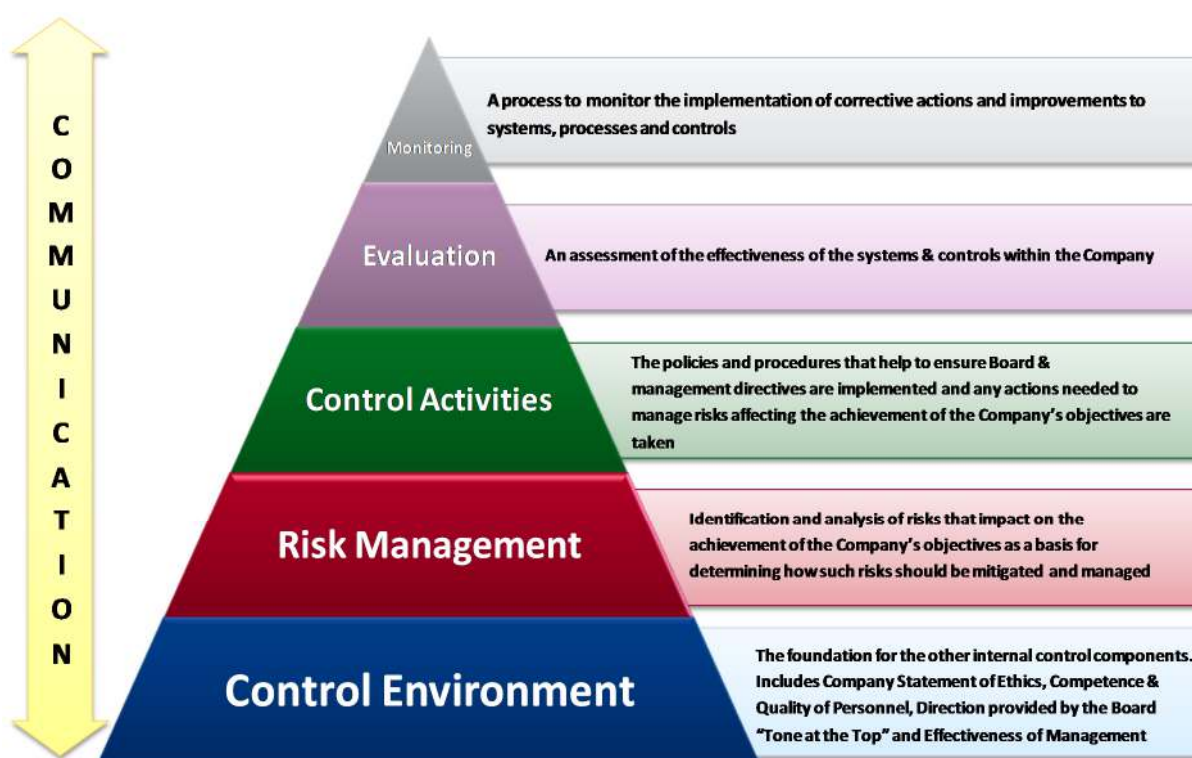 COMMUNICATION
Monitoring
A process to monitor the implementation of corrective actions and improvements to
systems, processes and controls
Evaluation
An assessment of the effectiveness of the systems & controls within the Company
Control Activities
The policies and procedures that help to ensure Board &
management directives are implemented and any actions needed to
manage risks affecting the achievement of the Company's objectives are
taken
Risk Management
Identification and analysis of risks that impact on the
achievement of the Company's objectives as a basis for
determining how such risks should be mitigated and managed
Control Environment
The foundation for the other internal control components.
Includes Company Statement of Ethics, Competence &
Quality of Personnel, Direction provided by the Board
"Tone at the Top" and Effectiveness of Management